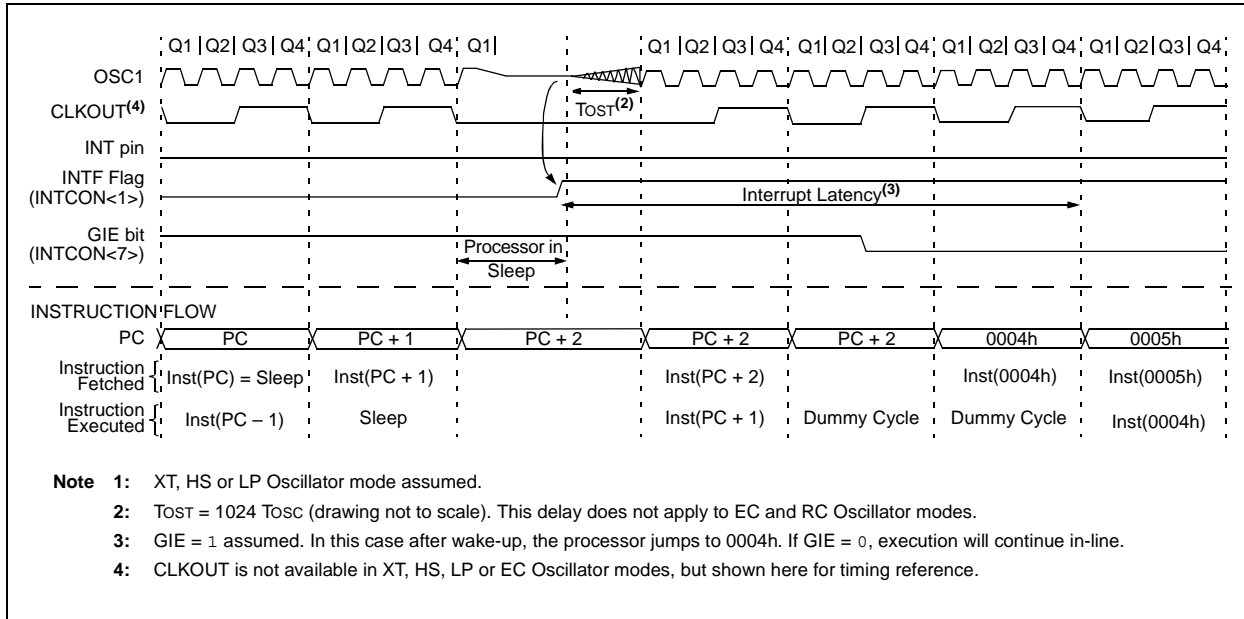 Q1 Q2 Q3 Q4 Q1 Q2 Q3 Q4 Q1 Q1 Q2 Q3 Q4 Q1 Q2 Q3 Q4 Q1 Q2 Q3 Q4 Q1 Q2 Q3 Q4
OSC1
CLKOUT(4)
TOST(2)
INT pin
INTF Flag
(INTCON<1>)
Interrupt Latency(3)
GIE bit
(INTCON<7>)
Processor in
Sleep
INSTRUCTION FLOW
PC PC PC + 1 PC + 2 PC + 2 PC + 2 0004h 0005h
Instruction
Fetched
Inst(PC) = Sleep Inst(PC + 1) Inst(PC + 2) Inst(0004h) Inst(0005h)
Instruction
Executed
Inst(PC – 1) Sleep Inst(PC + 1) Dummy Cycle Dummy Cycle Inst(0004h)
Note 1: XT, HS or LP Oscillator mode assumed.
2: TOST = 1024 TOSC (drawing not to scale). This delay does not apply to EC and RC Oscillator modes.
3: GIE = 1 assumed. In this case after wake-up, the processor jumps to 0004h. If GIE = 0, execution will continue in-line.
4: CLKOUT is not available in XT, HS, LP or EC Oscillator modes, but shown here for timing reference.